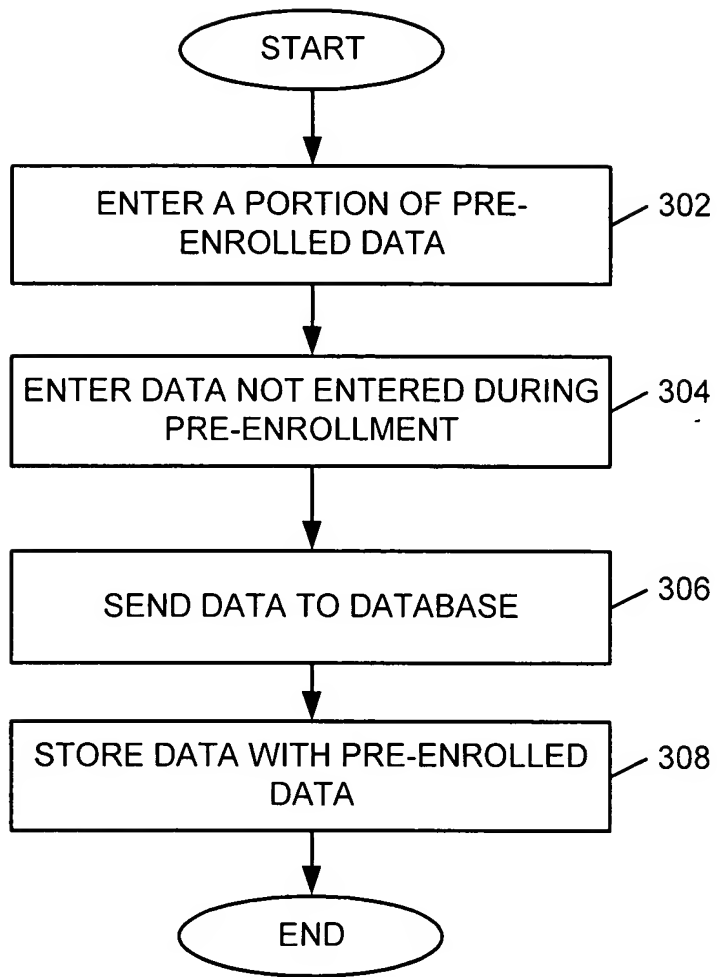 START
ENTER A PORTION OF PRE-
ENROLLED DATA
302
ENTER DATA NOT ENTERED DURING
PRE-ENROLLMENT
304
SEND DATA TO DATABASE
306
STORE DATA WITH PRE-ENROLLED
DATA
308
END